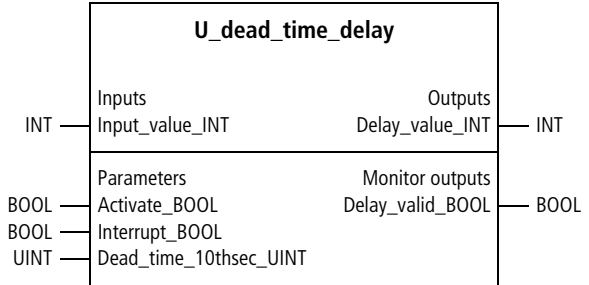 U_dead_time_delay
Inputs Outputs
INT Input_value_INT Delay_value_INT INT
Parameters Monitor outputs
BOOL Activate_BOOL Delay_valid_BOOL BOOL
BOOL Interrupt_BOOL
UINT Dead_time_10thsec_UINT